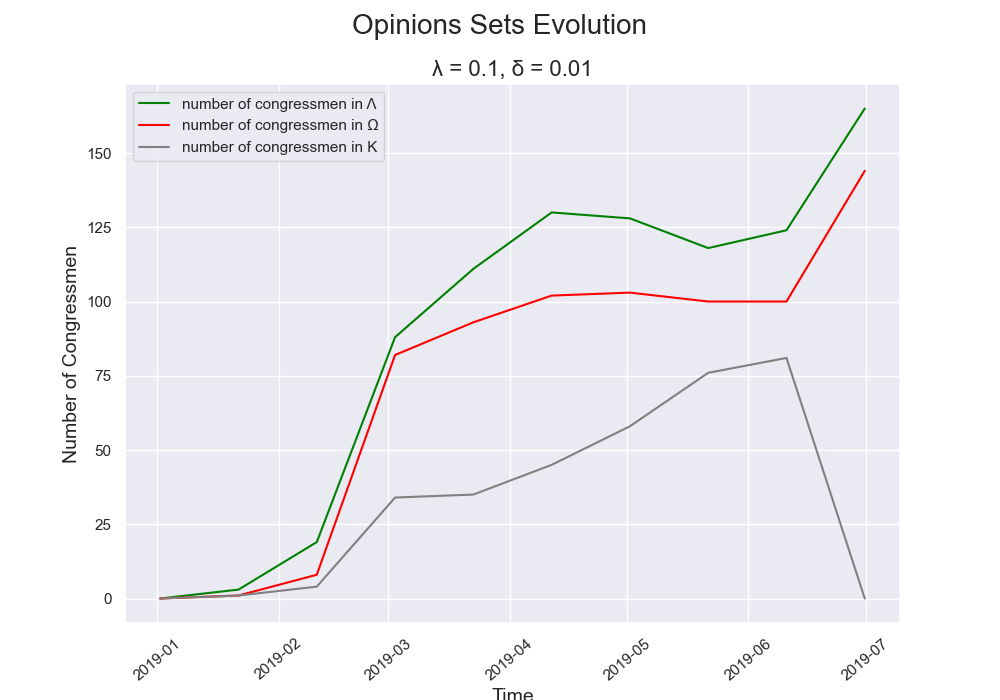 Opinions Sets Evolution
λ = 0.1, δ = 0.01
number of congressmen in Λ
number of congressmen in Ω
number of congressmen in K
Number of Congressmen
150
125
100
75
50
25
0
2019-01
2019-02
2019-03
2019-04
2019-05
2019-06
2019-07
Time